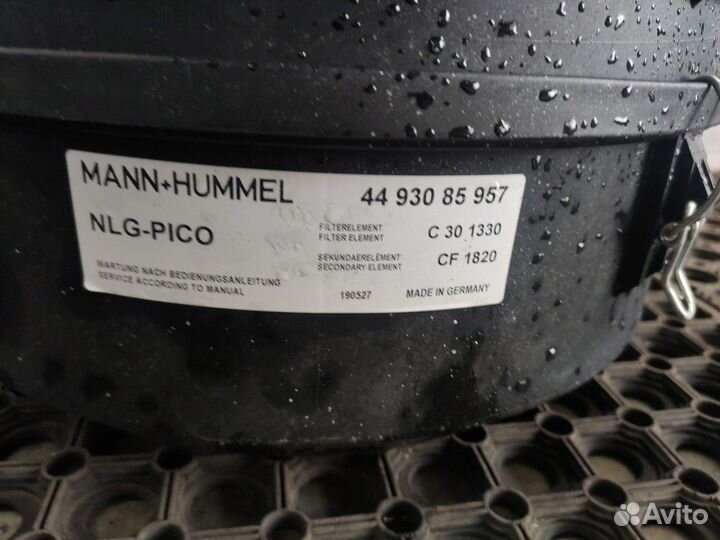 MANN+HUMMEL 44 930 85 957
NLG-PICO
FILTERELEMENT
FILTER ELEMENT C 30 1330
SEKUNDAERELEMENT
SECONDARY ELEMENT CF 1820
WARTUNG NACH BEDIENUNGSANLEITUNG
SERVICE ACCORDING TO MANUAL
190527 MADE IN GERMANY
Avito